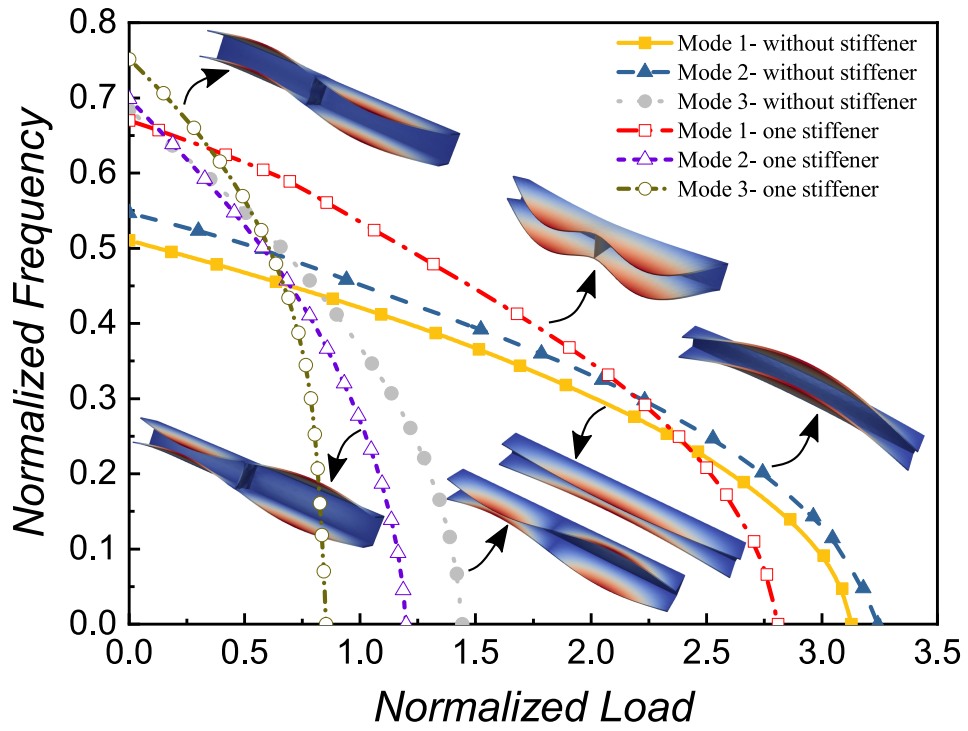 Normalized Frequency
0.8
0.7
0.6
0.5
0.4
0.3
0.2
0.1
0.0
Mode 1- without stiffener
Mode 2- without stiffener
Mode 3- without stiffener
Mode 1- one stiffener
Mode 2- one stiffener
Mode 3- one stiffener
0.0 0.5 1.0 1.5 2.0 2.5 3.0 3.5
Normalized Load